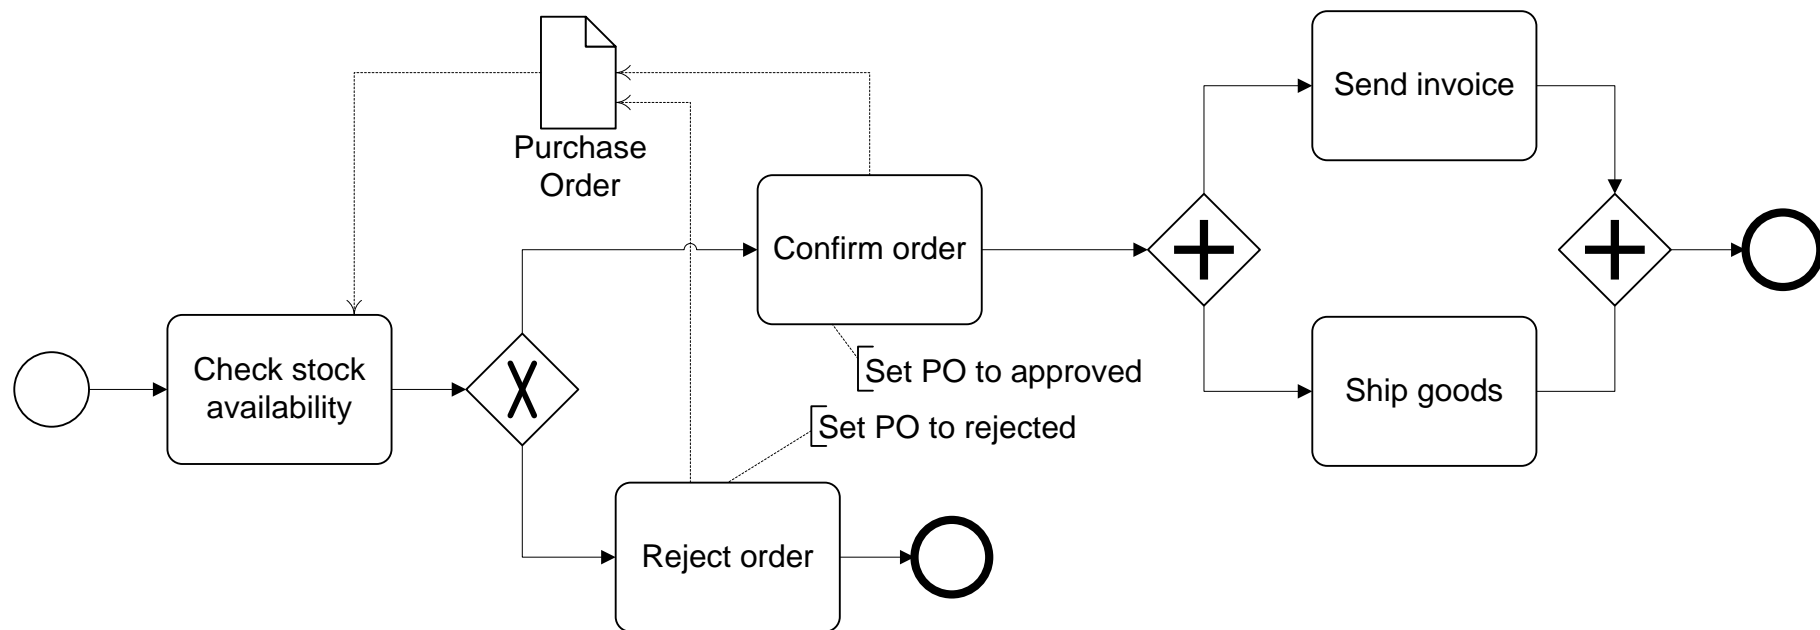 Purchase
Order
Send invoice
Confirm order
Check stock
availability
Set PO to approved
Ship goods
Set PO to rejected
Reject order